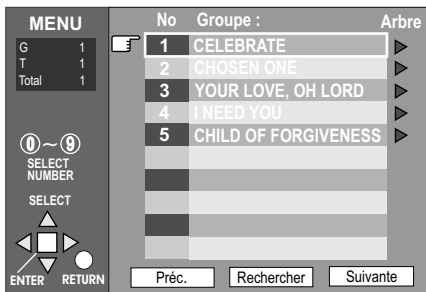 MENU
G 1
T 1
Total 1
0~9
SELECT
NUMBER
SELECT
ENTER RETURN
No Groupe : Arbre
1 CELEBRATE
2 CHOSEN ONE
3 YOUR LOVE, OH LORD
4 I NEED YOU
5 CHILD OF FORGIVENESS
Préc. Rechercher Suivante